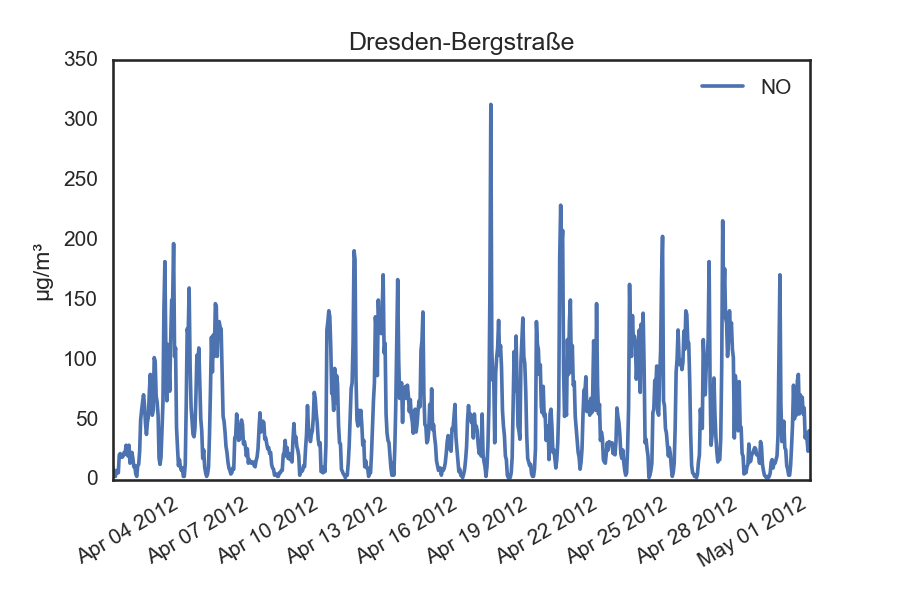 Dresden-Bergstraße
NO
µg/m³
350
300
250
200
150
100
50
0
Apr 04 2012
Apr 07 2012
Apr 10 2012
Apr 13 2012
Apr 16 2012
Apr 19 2012
Apr 22 2012
Apr 25 2012
Apr 28 2012
May 01 2012